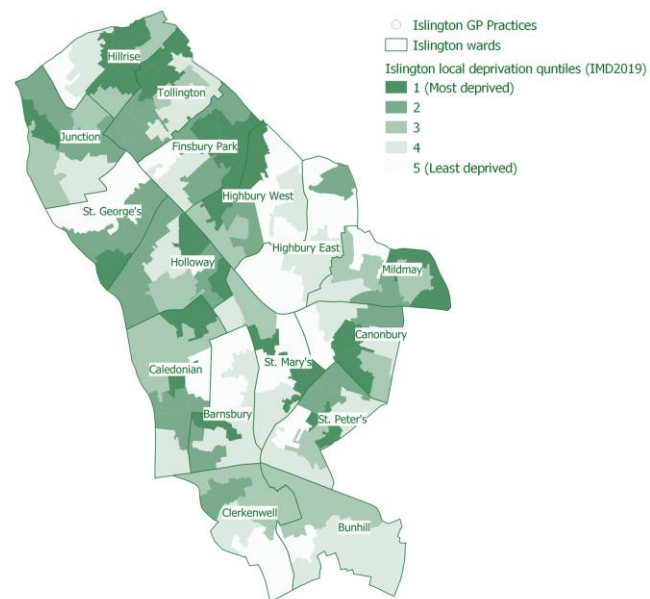 Islington GP Practices
Islington wards
Islington local deprivation quntiles (IMD2019)
1 (Most deprived)
2
3
4
5 (Least deprived)
Hillrise
Tollington
Junction
Finsbury Park
Highbury West
St. George's
Highbury East
Holloway
Mildmay
Canonbury
St. Mary's
Caledonian
Barnsbury
St. Peter's
Clerkenwell
Bunhill